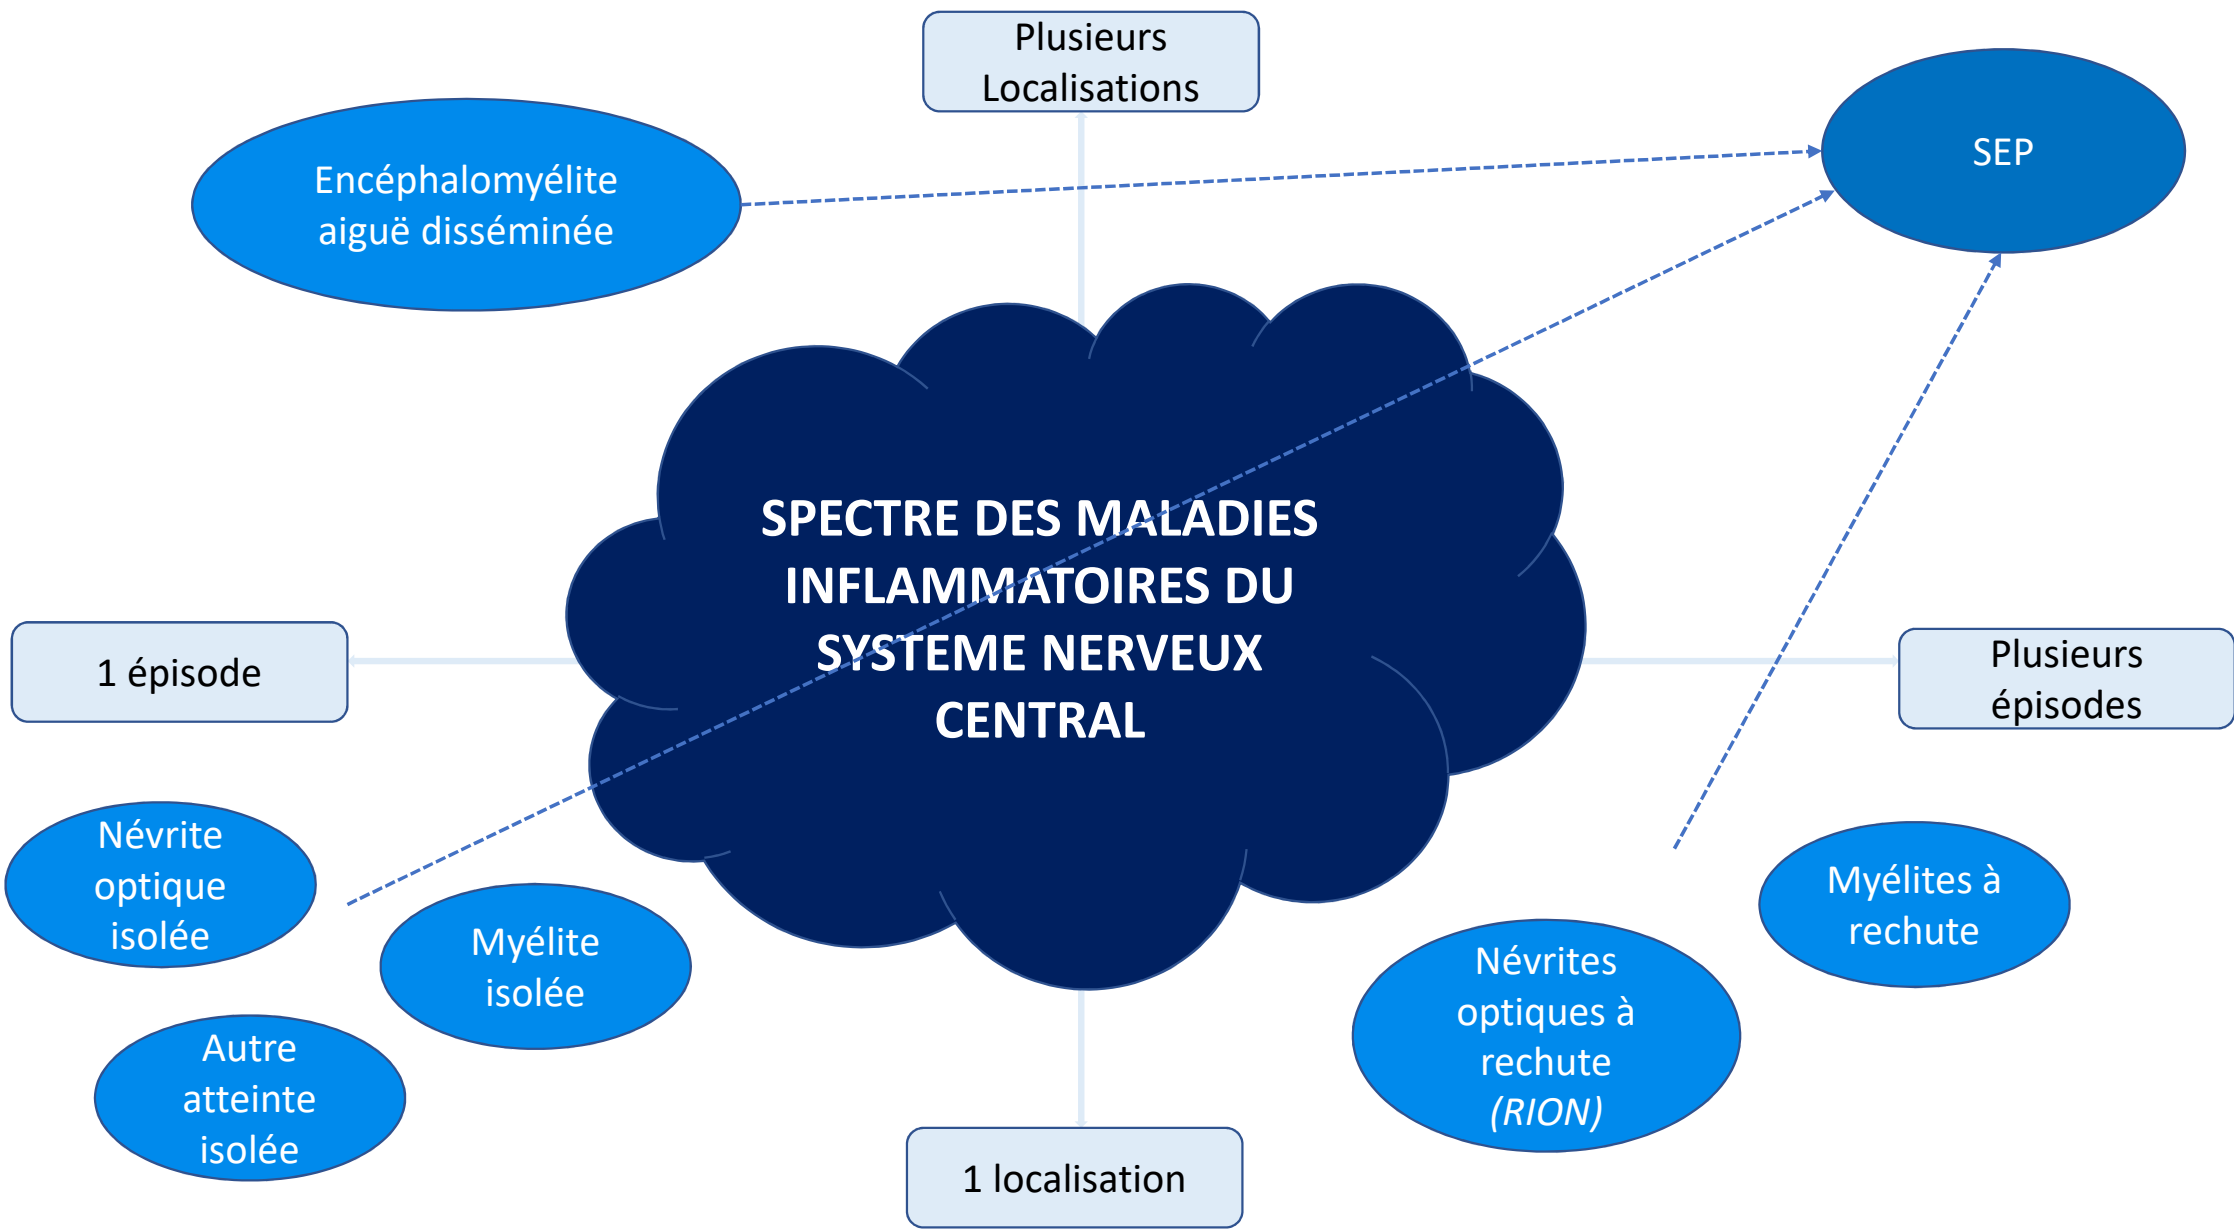 Plusieurs
Localisations
SEP
Encéphalomyélite
aiguë disséminée
SPECTRE DES MALADIES
INFLAMMATOIRES DU
SYSTEME NERVEUX
CENTRAL
1 épisode
Plusieurs
épisodes
Névrite
optique
isolée
Myélite
isolée
Autre
atteinte
isolée
Myélites à
rechute
Névrites
optiques à
rechute
(RION)
1 localisation